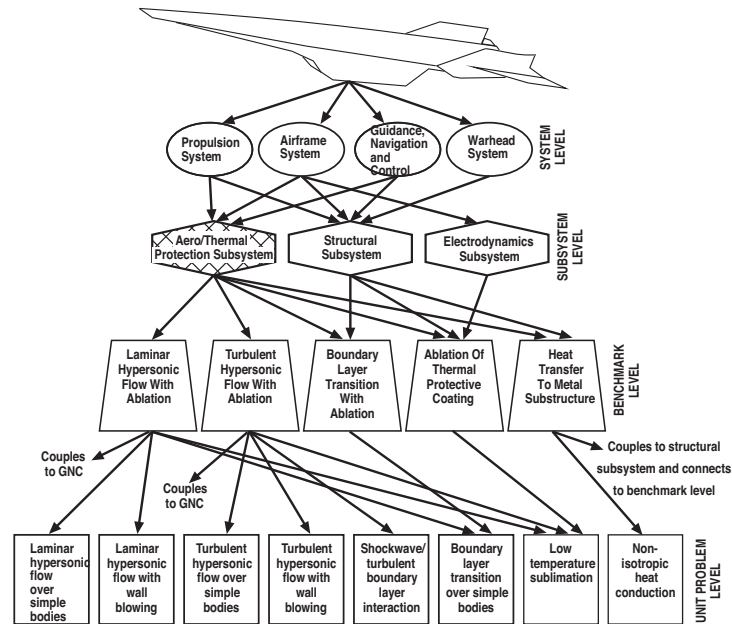 Propulsion
System
Airframe
System
Guidance,
Navigation
and
Control
Warhead
System
SYSTEM
LEVEL
Aero/Thermal
Protection Subsystem
Structural
Subsystem
Electrodynamics
Subsystem
SUBSYSTEM
LEVEL
Laminar
Hypersonic
Flow With
Ablation
Turbulent
Hypersonic
Flow With
Ablation
Boundary
Layer
Transition
With
Ablation
Ablation Of
Thermal
Protective
Coating
Heat
Transfer
To Metal
Substructure
BENCHMARK
LEVEL
Couples
to GNC
Couples
to GNC
Couples to structural
subsystem and connects
to benchmark level
Laminar
hypersonic
flow
over
simple
bodies
Laminar
hypersonic
flow with
wall
blowing
Turbulent
hypersonic
flow over
simple
bodies
Turbulent
hypersonic
flow with
wall
blowing
Shockwave/
turbulent
boundary
layer
interaction
Boundary
layer
transition
over simple
bodies
Low
temperature
sublimation
Non-
isotropic
heat
conduction
UNIT PROBLEM
LEVEL